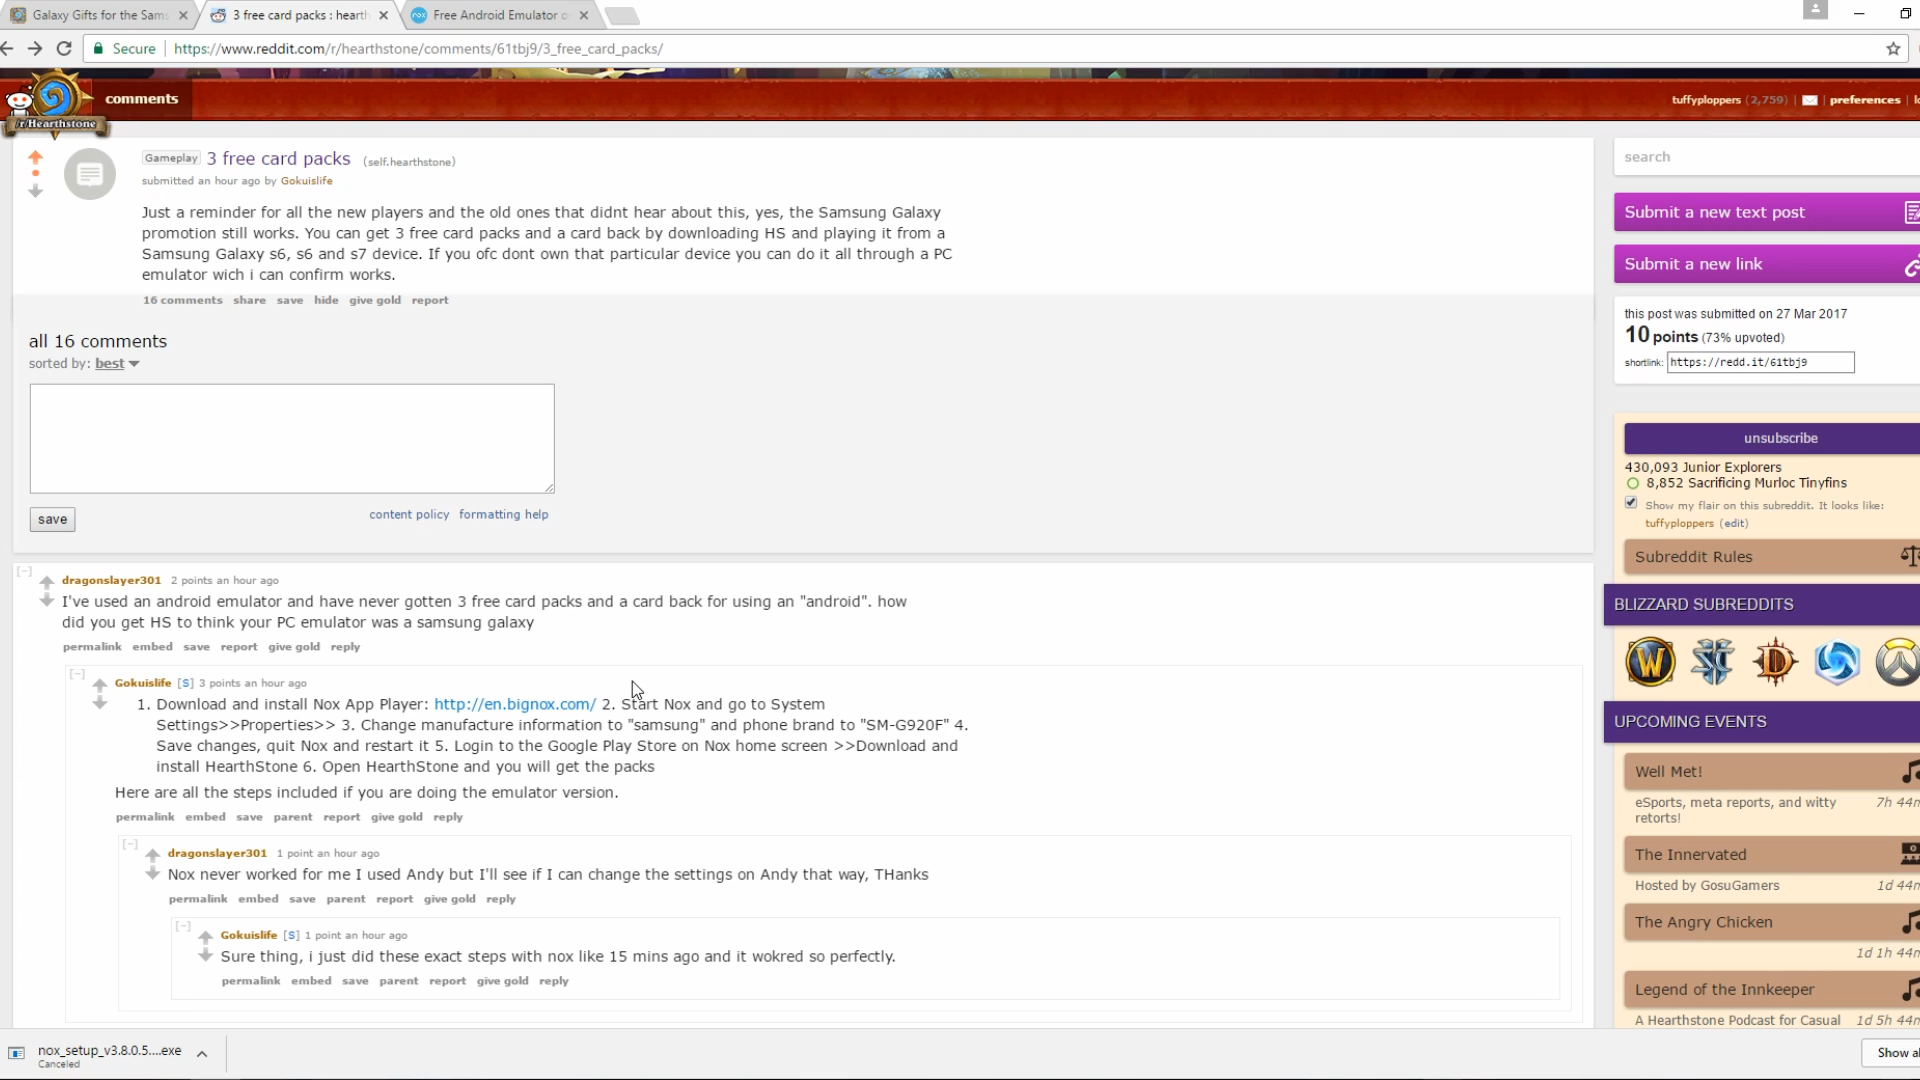 Galaxy Gifts for the Sams
3 free card packs : hearth
Free Android Emulator o
Secure
https://www.reddit.com/r/hearthstone/comments/61tbj9/3_free_card_packs/
/r/Hearthstone
comments
tuffyploppers (2,759) | preferences |
Gameplay 3 free card packs (self.hearthstone)
submitted an hour ago by Gokuislife
Just a reminder for all the new players and the old ones that didnt hear about this, yes, the Samsung Galaxy
promotion still works. You can get 3 free card packs and a card back by downloading HS and playing it from a
Samsung Galaxy s6, s6 and s7 device. If you ofc dont own that particular device you can do it all through a PC
emulator wich i can confirm works.
16 comments share save hide give gold report
all 16 comments
sorted by: best
save
content policy formatting help
[-]
dragonslayer301 2 points an hour ago
I've used an android emulator and have never gotten 3 free card packs and a card back for using an "android". how
did you get HS to think your PC emulator was a samsung galaxy
permalink embed save report give gold reply
[-]
Gokuislife [S] 3 points an hour ago
1. Download and install Nox App Player: http://en.bignox.com/ 2. Start Nox and go to System
Settings>>Properties>> 3. Change manufacture information to "samsung" and phone brand to "SM-G920F" 4.
Save changes, quit Nox and restart it 5. Login to the Google Play Store on Nox home screen >>Download and
install HearthStone 6. Open HearthStone and you will get the packs
Here are all the steps included if you are doing the emulator version.
permalink embed save parent report give gold reply
[-]
dragonslayer301 1 point an hour ago
Nox never worked for me I used Andy but I'll see if I can change the settings on Andy that way, THanks
permalink embed save parent report give gold reply
[-]
Gokuislife [S] 1 point an hour ago
Sure thing, i just did these exact steps with nox like 15 mins ago and it wokred so perfectly.
permalink embed save parent report give gold reply
search
Submit a new text post
Submit a new link
this post was submitted on 27 Mar 2017
10 points (73% upvoted)
shortlink: https://redd.it/61tbj9
unsubscribe
430,093 Junior Explorers
8,852 Sacrificing Murloc Tinyfins
Show my flair on this subreddit. It looks like:
tuffyploppers (edit)
Subreddit Rules
BLIZZARD SUBREDDITS
UPCOMING EVENTS
Well Met!
eSports, meta reports, and witty 7h 44m
retorts!
The Innervated
Hosted by GosuGamers 1d 44m
The Angry Chicken
1d 1h 44m
Legend of the Innkeeper
A Hearthstone Podcast for Casual 1d 5h 44m
nox_setup_v3.8.0.5....exe
Canceled
Show al